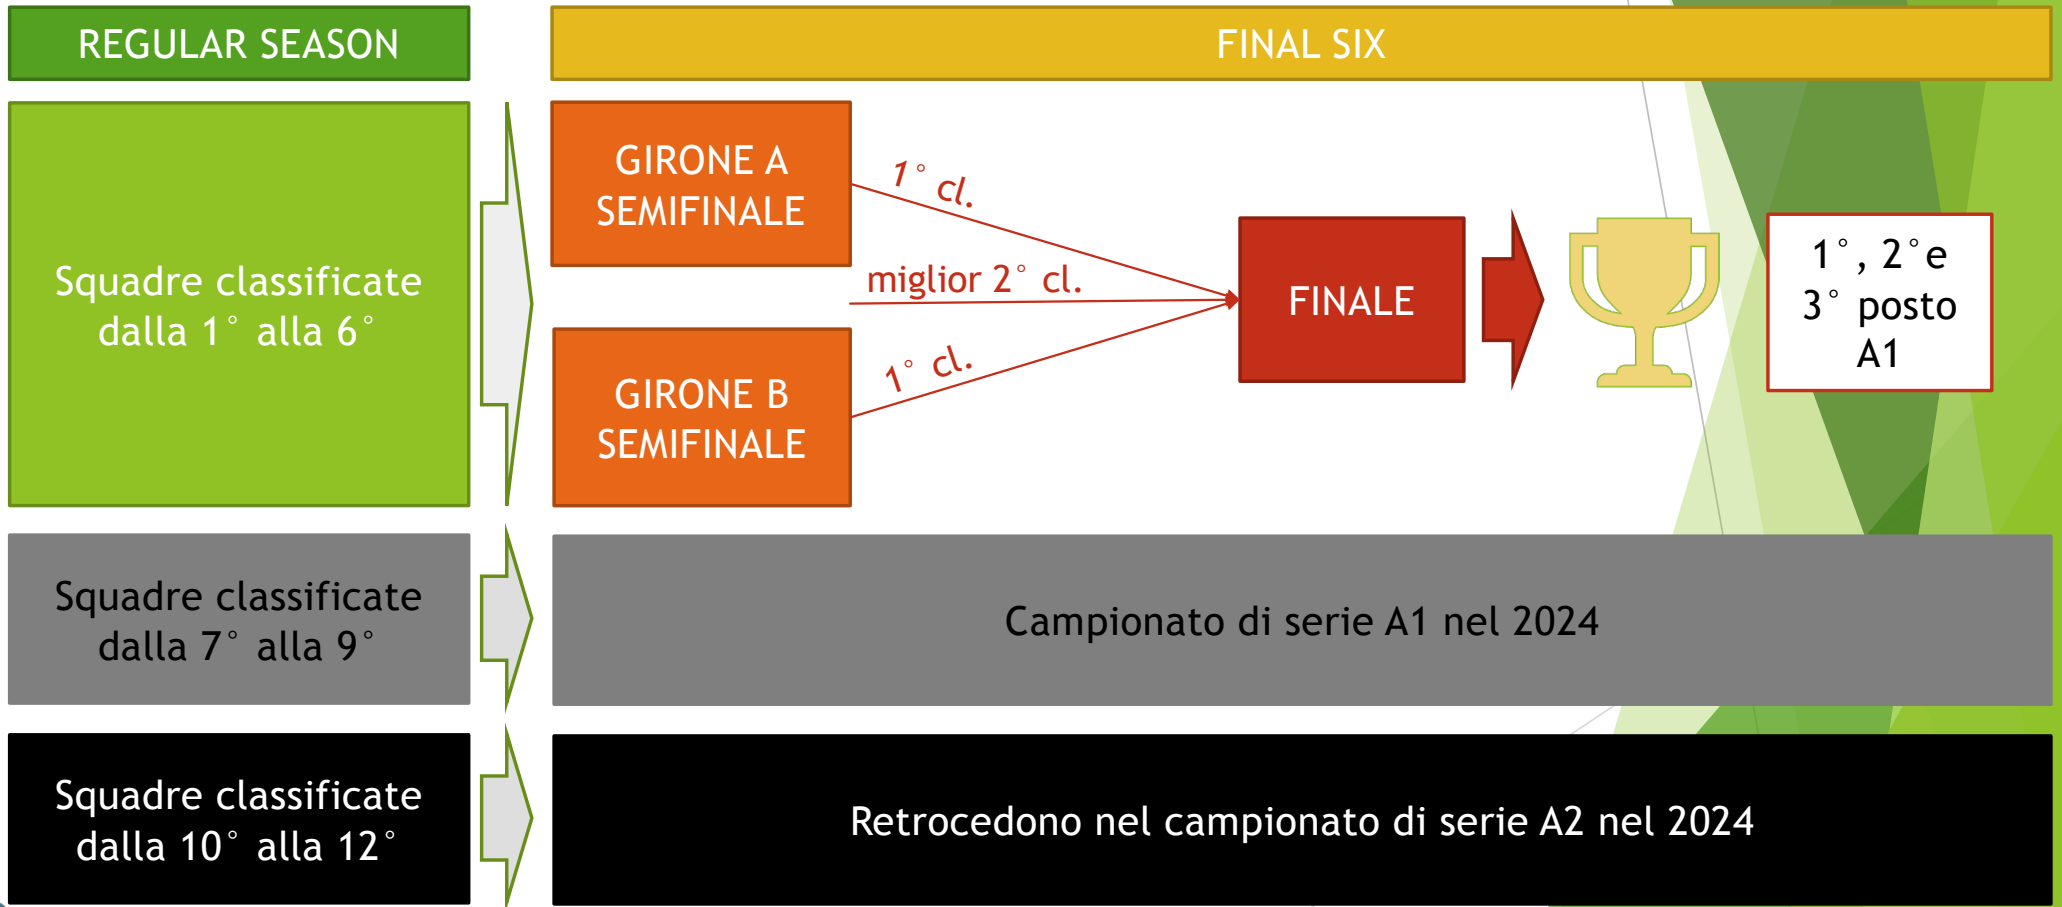 REGULAR SEASON
FINAL SIX
Squadre classificate
dalla 1° alla 6°
GIRONE A
SEMIFINALE
1° cl.
miglior 2° cl.
GIRONE B
SEMIFINALE
1° cl.
FINALE
1°, 2°e
3° posto
A1
Squadre classificate
dalla 7° alla 9°
Campionato di serie A1 nel 2024
Squadre classificate
dalla 10° alla 12°
Retrocedono nel campionato di serie A2 nel 2024